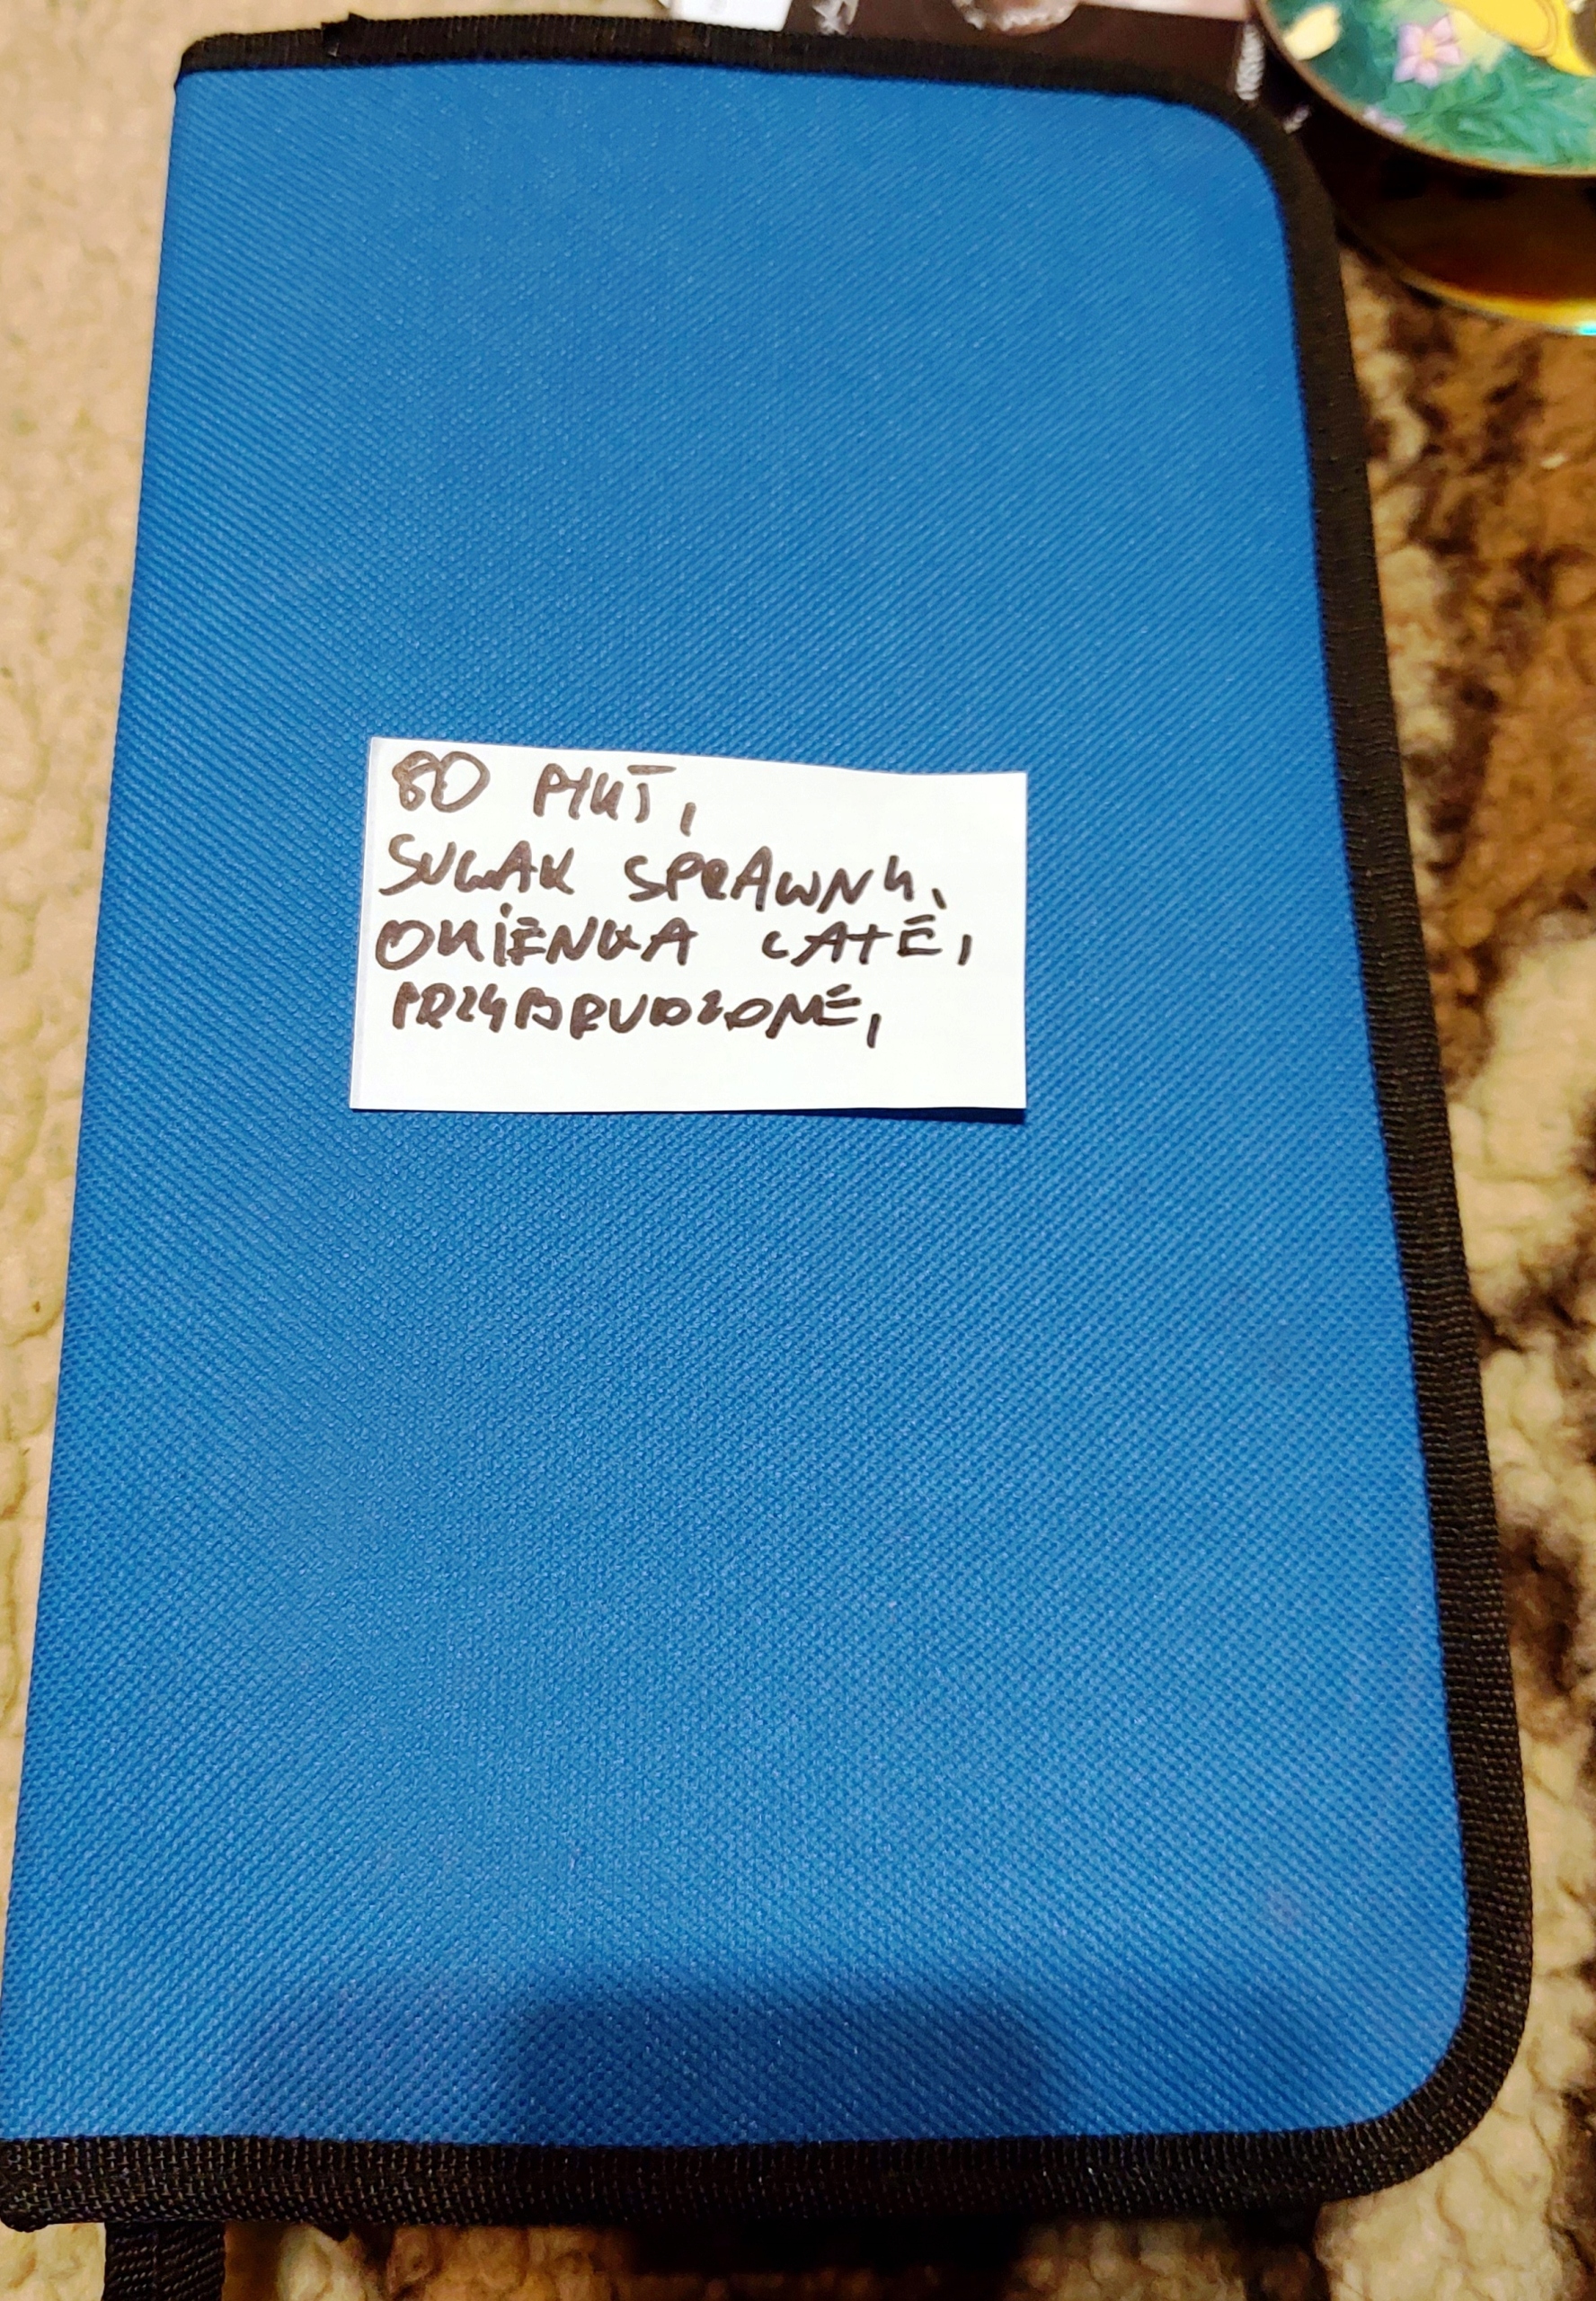 80 PŁYT,
SUWAK SPRAWNY,
OKIENKA CAŁE,
PRZYBRUDZONE,